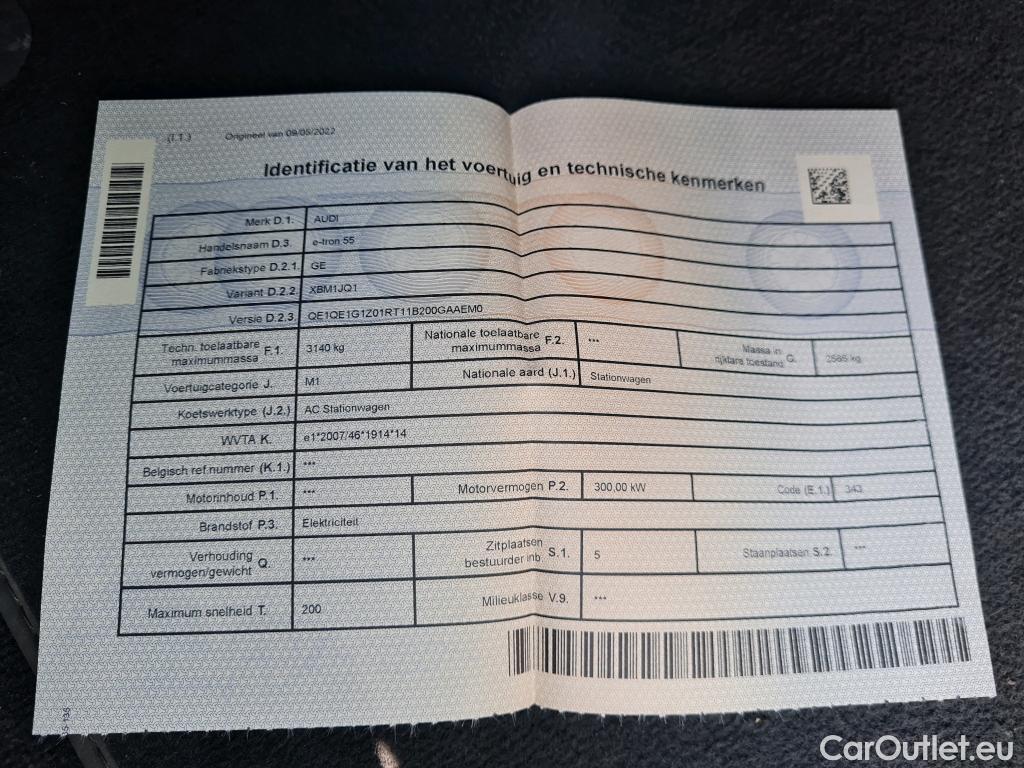 (I.1.) Origineel van 09/05/2022
Identificatie van het voertuig en technische kenmerken
Merk D.1. AUDI
Handelsnaam D.3. e-tron 55
Fabriekstype D.2.1. GE
Variant D.2.2. XBM1JQ1
Versie D.2.3. QE1QE1G1Z01RT11B200GAAEM0
Techn. toelaatbare maximummassa F.1. 3140 kg Nationale toelaatbare maximummassa F.2. *** Massa in rijklare toestand G. 2565 kg
Voertuigcategorie J. M1 Nationale aard (J.1.) Stationwagen
Koetswerktype (J.2.) AC Stationwagen
WVTA K. e1*2007/46*1914*14
Belgisch ref.nummer (K.1.) ***
Motorinhoud P.1. *** Motorvermogen P.2. 300,00 kW Code (E.1.) 343
Brandstof P.3. Elektriciteit
Verhouding vermogen/gewicht Q. *** Zitplaatsen bestuurder inb. S.1. 5 Staanplaatsen S.2. ***
Maximum snelheid T. 200 Milieuklasse V.9. ***
CarOutlet.eu